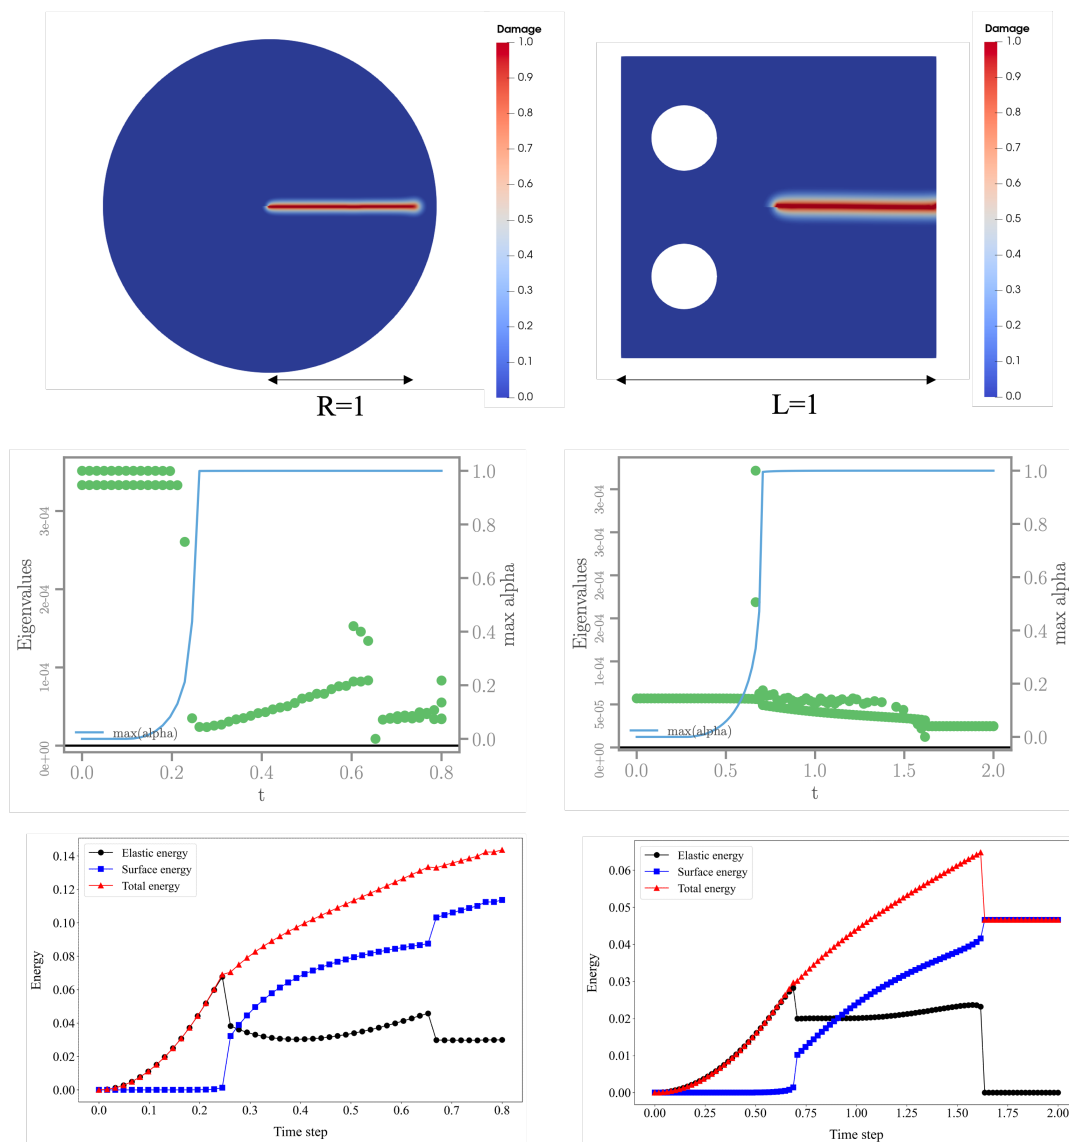 Damage
1.0
0.9
0.8
0.7
0.6
0.5
0.4
0.3
0.2
0.1
0.0
R=1
Damage
1.0
0.9
0.8
0.7
0.6
0.5
0.4
0.3
0.2
0.1
0.0
L=1
Eigenvalues
3e-04
2e-04
1e-04
0e+00
max(alpha)
1.0
0.8
0.6
0.4
0.2
0.0
max alpha
0.0 0.2 0.4 0.6 0.8
t
Eigenvalues
3e-04
3e-04
2e-04
2e-04
1e-04
5e-05
0e+00
max(alpha)
1.0
0.8
0.6
0.4
0.2
0.0
max alpha
0.0 0.5 1.0 1.5 2.0
t
Energy
0.14
0.12
0.10
0.08
0.06
0.04
0.02
0.00
Elastic energy
Surface energy
Total energy
0.0 0.1 0.2 0.3 0.4 0.5 0.6 0.7 0.8
Time step
Energy
0.06
0.05
0.04
0.03
0.02
0.01
0.00
Elastic energy
Surface energy
Total energy
0.00 0.25 0.50 0.75 1.00 1.25 1.50 1.75 2.00
Time step